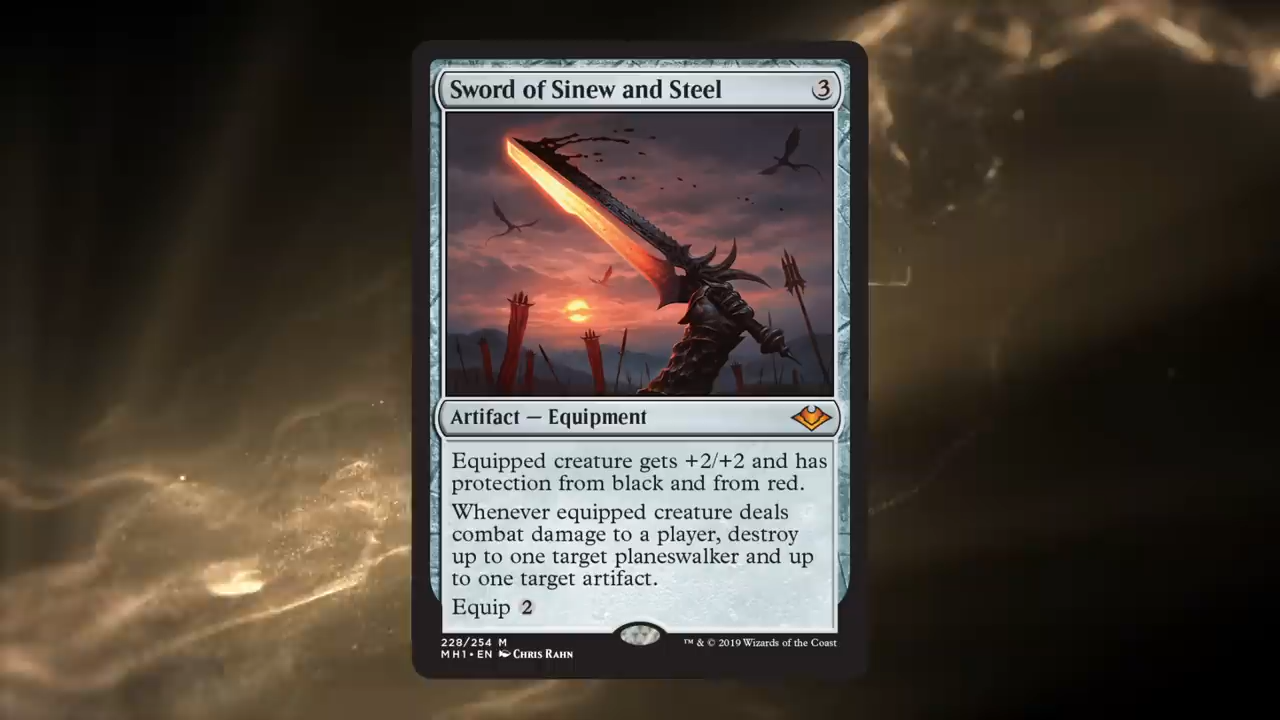 Sword of Sinew and Steel 3
Artifact — Equipment
Equipped creature gets +2/+2 and has
protection from black and from red.
Whenever equipped creature deals
combat damage to a player, destroy
up to one target planeswalker and up
to one target artifact.
Equip 2
228/254 M
MH1 • EN Chris Rahn
™ & © 2019 Wizards of the Coast